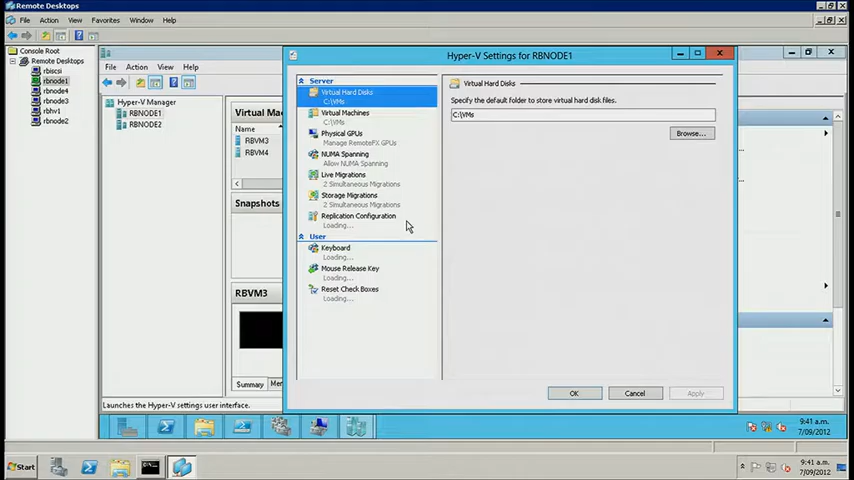 Remote Desktops
File Action View Favorites Window Help
Console Root
Remote Desktops
rbiscsi
rbnode1
rbnode4
rbnode3
rbhv1
rbnode2
File Action View Help
Hyper-V Manager
RBNODE1
RBNODE2
Virtual Ma
Name
RBVM3
RBVM4
Snapshots
RBVM3
Summary Me
Launches the Hyper-V settings user interface.
Hyper-V Settings for RBNODE1
Server
Virtual Hard Disks
C:\VMs
Virtual Machines
C:\VMs
Physical GPUs
Manage RemoteFX GPUs
NUMA Spanning
Allow NUMA Spanning
Live Migrations
2 Simultaneous Migrations
Storage Migrations
2 Simultaneous Migrations
Replication Configuration
Loading...
User
Keyboard
Loading...
Mouse Release Key
Loading...
Reset Check Boxes
Loading...
Virtual Hard Disks
Specify the default folder to store virtual hard disk files.
C:\VMs
Browse...
OK Cancel Apply
9:41 a.m.
7/09/2012
Start
9:41 a.m.
7/09/2012